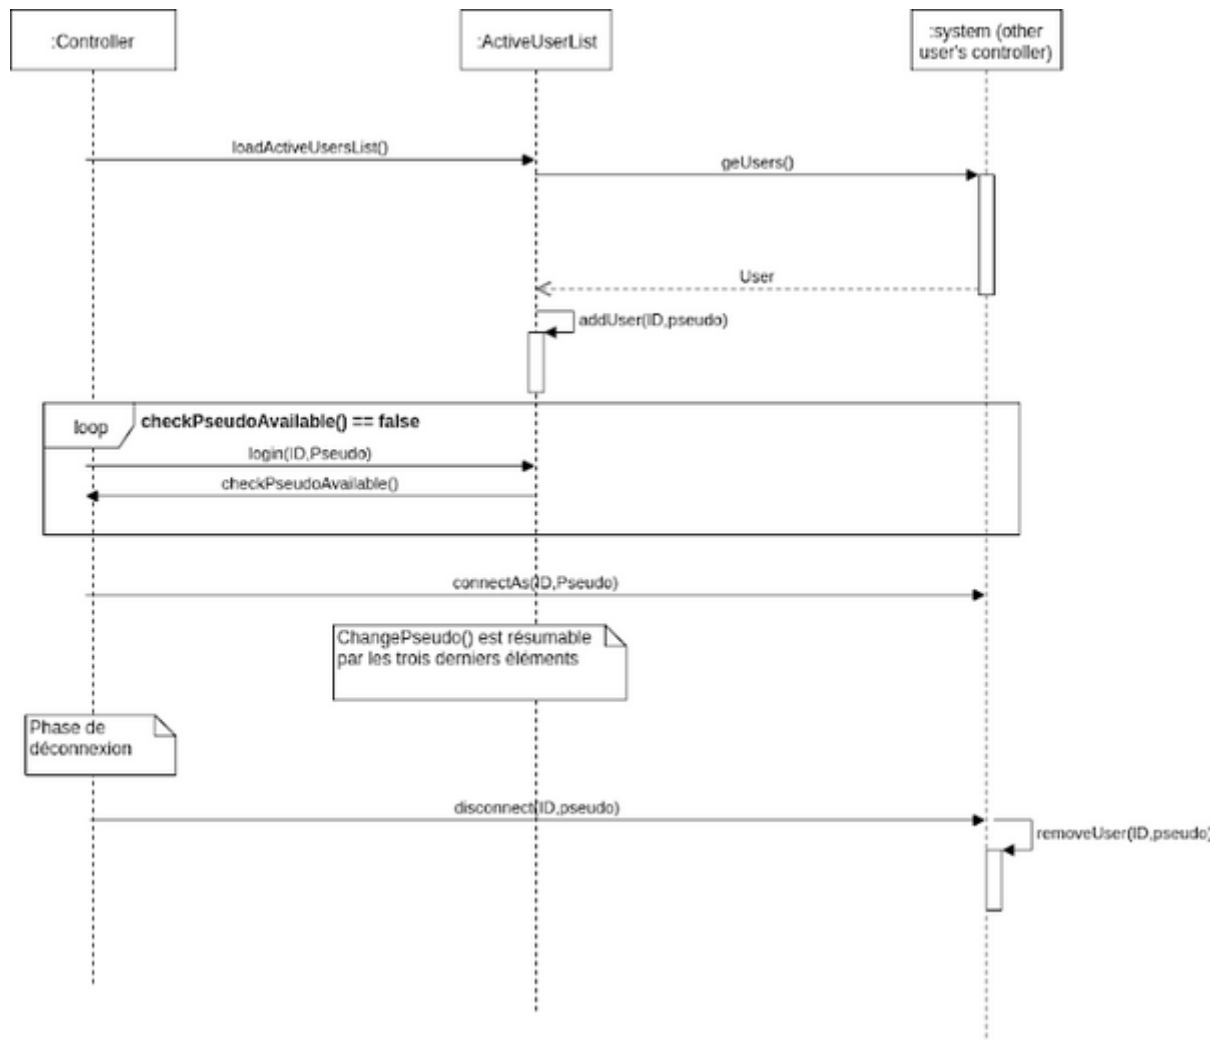 :Controller
:ActiveUserList
:system (other
user's controller)
loadActiveUsersList()
geUsers()
User
addUser(ID,pseudo)
loop
checkPseudoAvailable() == false
login(ID,Pseudo)
checkPseudoAvailable()
connectAs(ID,Pseudo)
ChangePseudo() est résumable
par les trois derniers éléments
Phase de
déconnexion
disconnect(ID,pseudo)
removeUser(ID,pseudo)